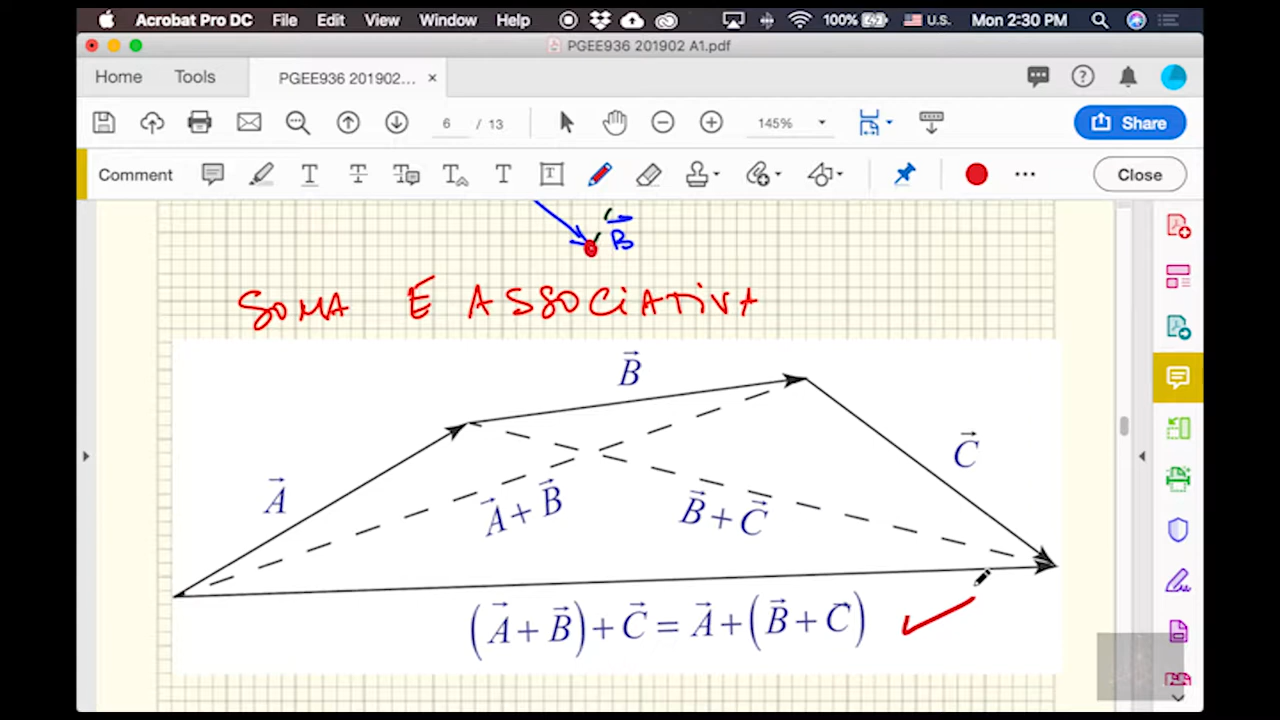 Acrobat Pro DC File Edit View Window Help 100% U.S. Mon 2:30 PM
PGEE936 201902 A1.pdf
Home Tools PGEE936 201902... ×
6 / 13 145% Share
Comment T T T T T T Close
B⃗
SOMA E ASSOCIATIVA
B⃗
C⃗
A⃗
A⃗ + B⃗
B⃗ + C⃗
(A⃗ + B⃗) + C⃗ = A⃗ + (B⃗ + C⃗)